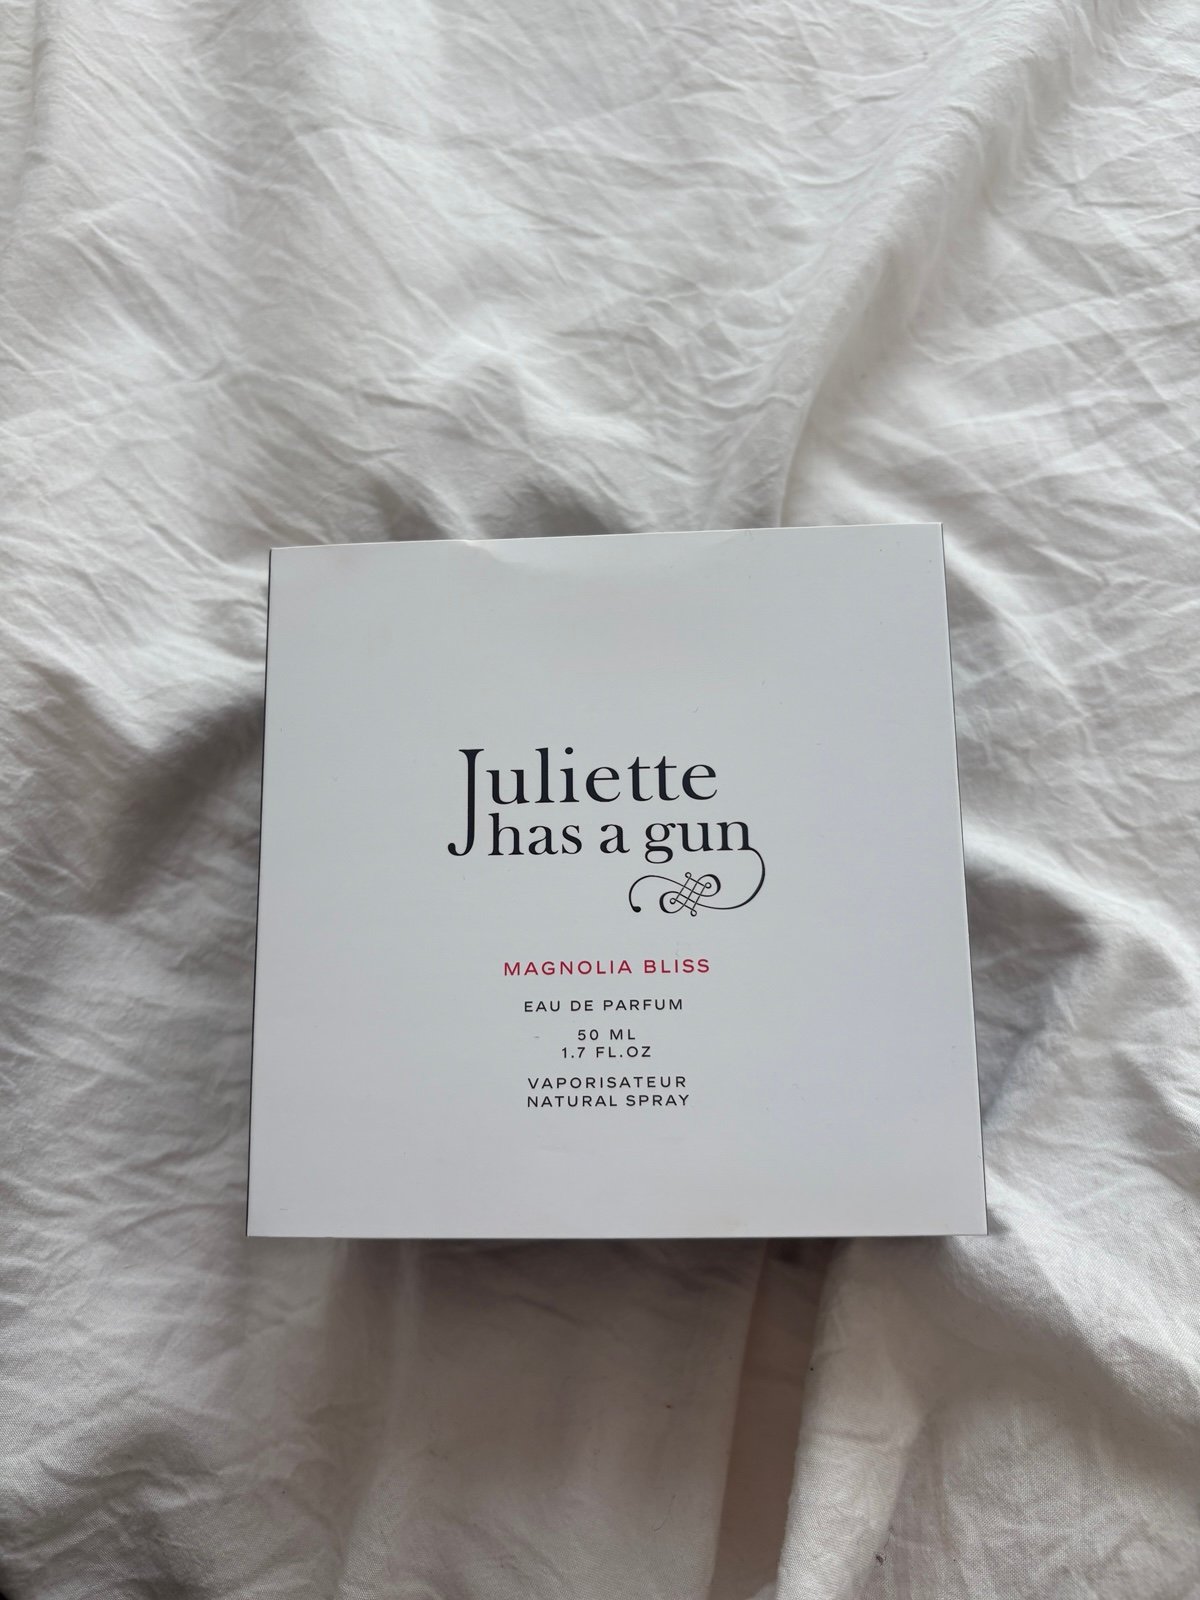 Juliette
has a gun
MAGNOLIA BLISS
EAU DE PARFUM
50 ML
1.7 FL.OZ
VAPORISATEUR
NATURAL SPRAY